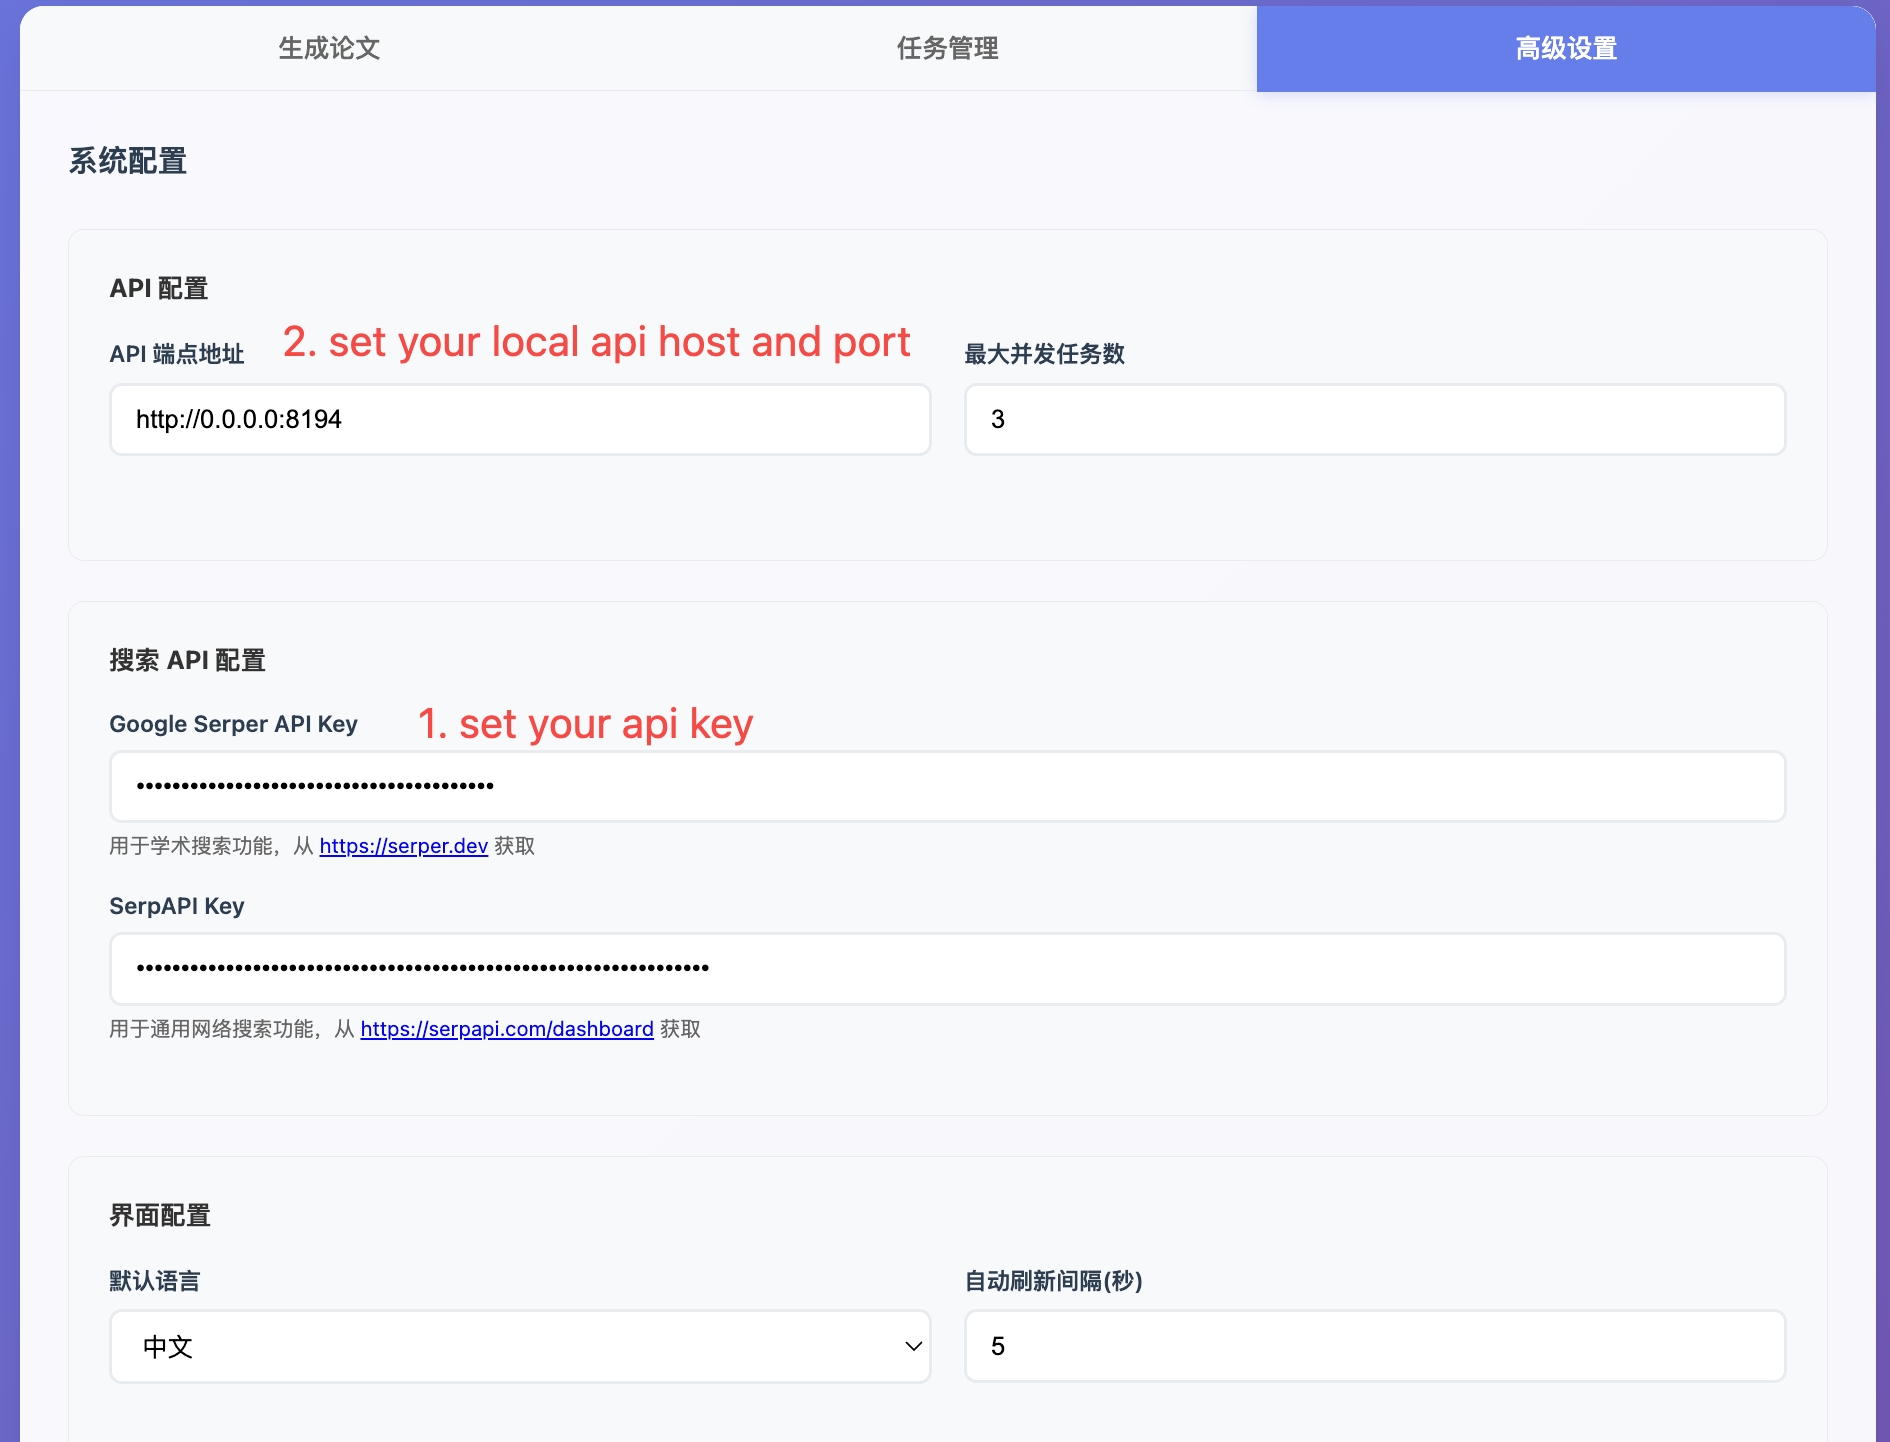 生成论文
任务管理
高级设置
系统配置
API 配置
API 端点地址
2. set your local api host and port
最大并发任务数
http://0.0.0.0:8194
3
搜索 API 配置
Google Serper API Key
1. set your api key
••••••••••••••••••••••••••••••••••••••••
用于学术搜索功能，从 https://serper.dev 获取
SerpAPI Key
••••••••••••••••••••••••••••••••••••••••••••••••••••••••••••••••
用于通用网络搜索功能，从 https://serpapi.com/dashboard 获取
界面配置
默认语言
自动刷新间隔(秒)
中文
5